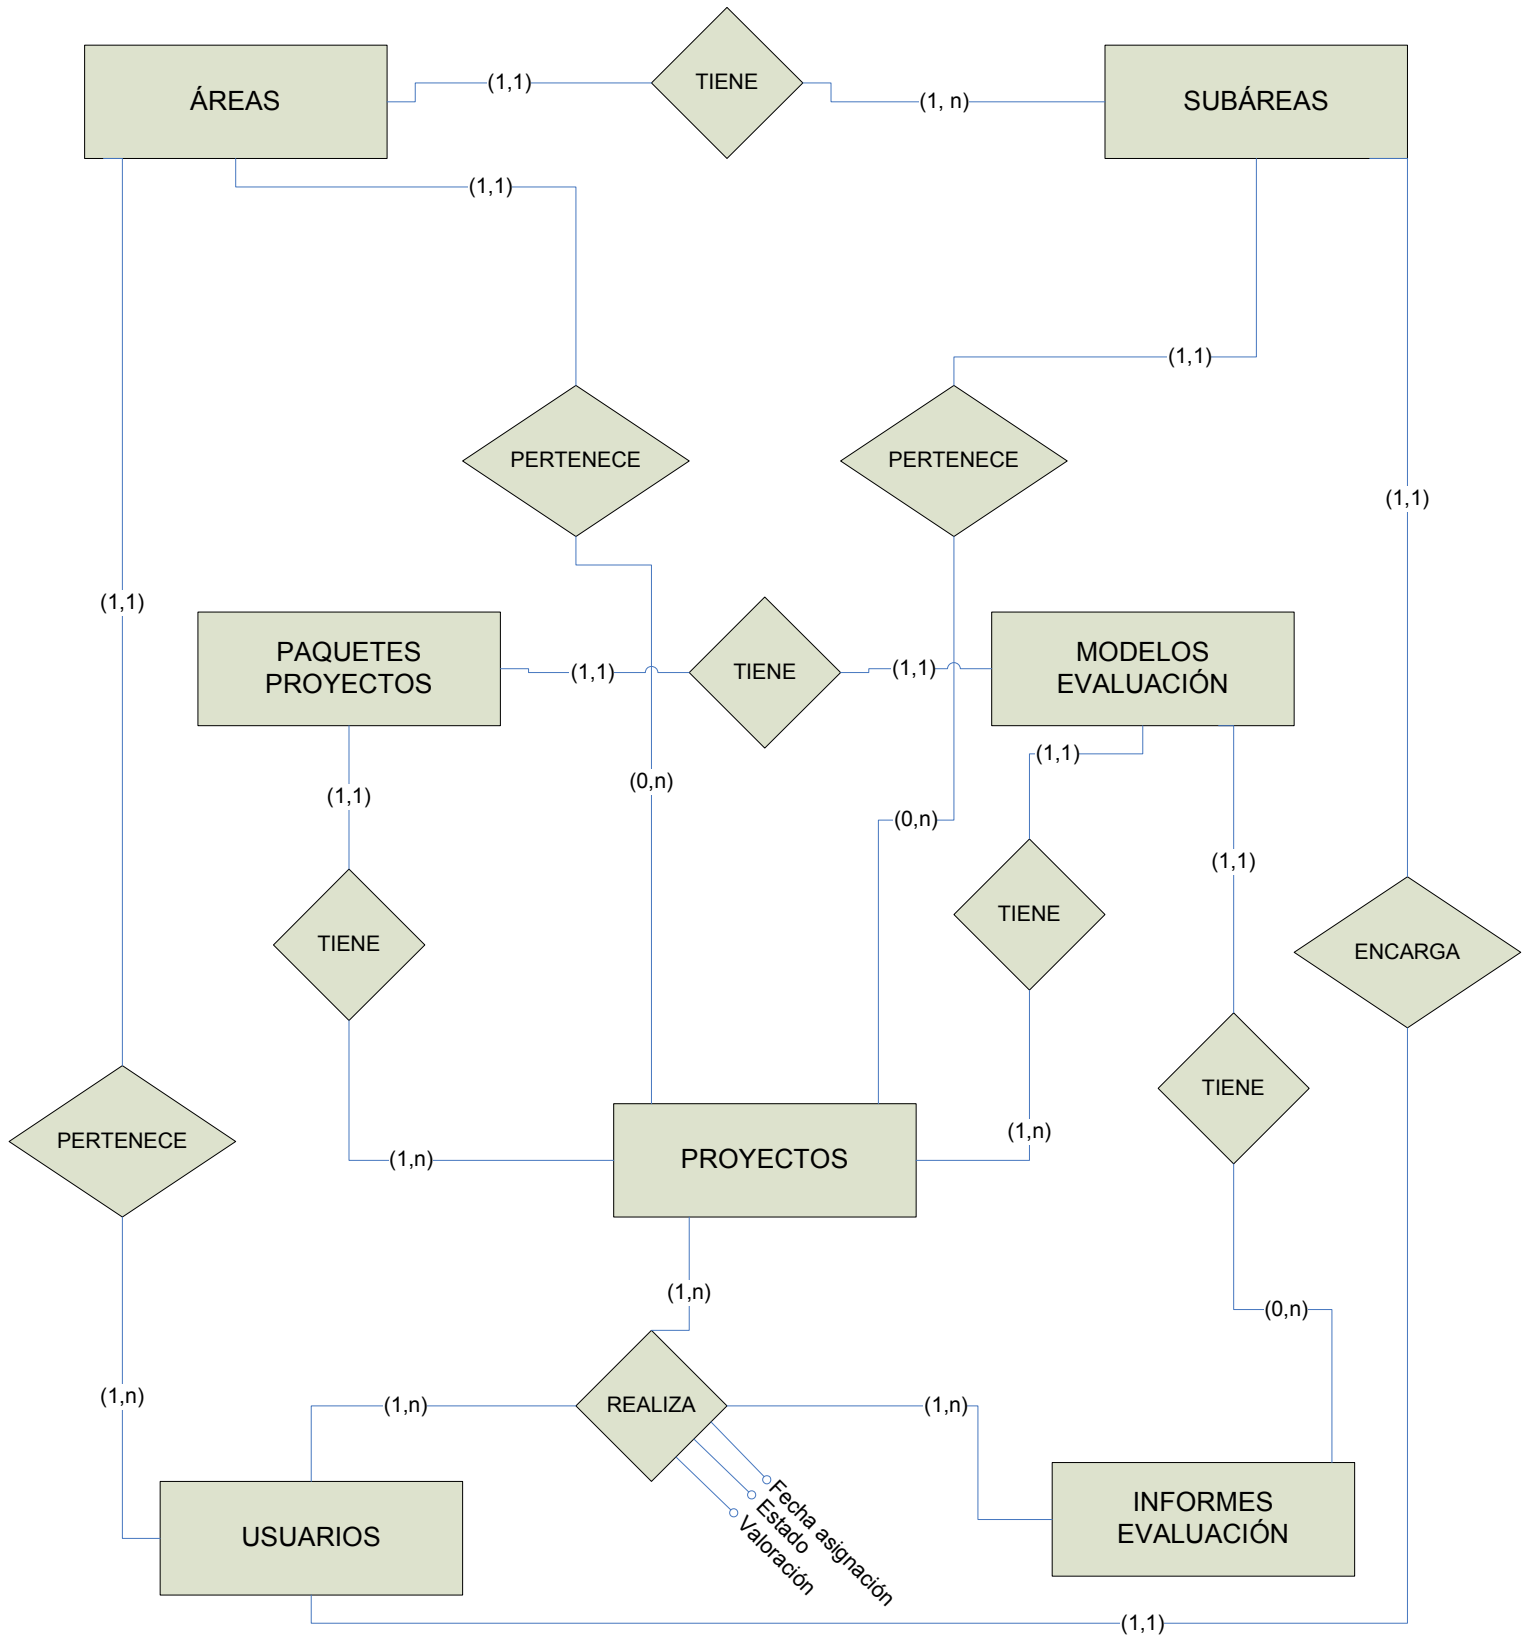 ÁREAS
(1,1)
TIENE
(1, n)
SUBÁREAS
(1,1)
(1,1)
PERTENECE
PERTENECE
(1,1)
(1,1)
PAQUETES
PROYECTOS
(1,1)
TIENE
(1,1)
MODELOS
EVALUACIÓN
(1,1)
(0,n)
(1,1)
(0,n)
(1,1)
TIENE
TIENE
ENCARGA
TIENE
PERTENECE
(1,n)
PROYECTOS
(1,n)
(1,n)
(0,n)
(1,n)
(1,n)
REALIZA
(1,n)
Fecha asignación
Estado
Valoración
USUARIOS
INFORMES
EVALUACIÓN
(1,1)